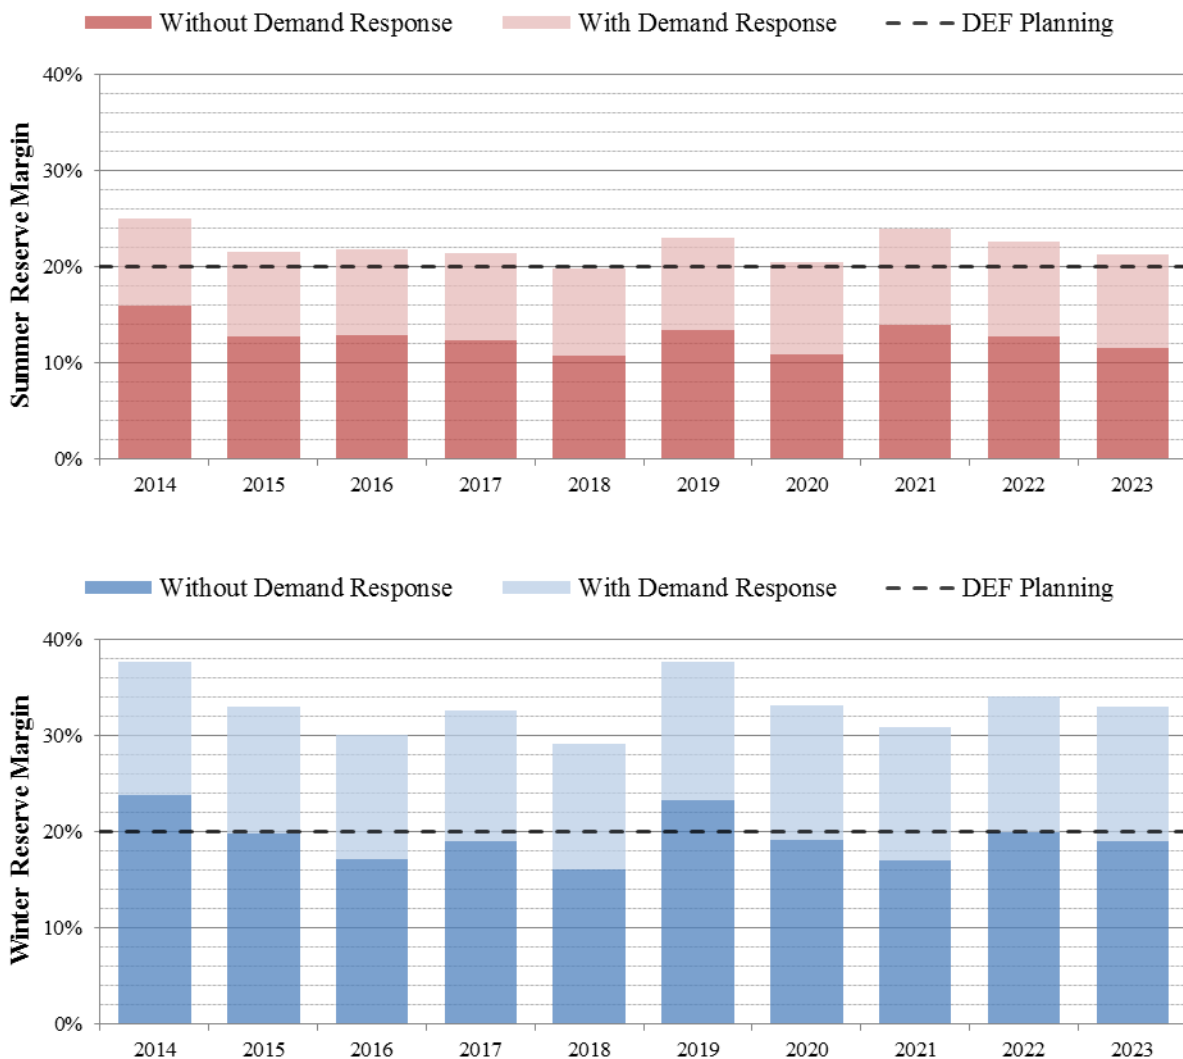 Without Demand Response With Demand Response DEF Planning
Summer Reserve Margin
40%
30%
20%
10%
0%
2014 2015 2016 2017 2018 2019 2020 2021 2022 2023
Without Demand Response With Demand Response DEF Planning
Winter Reserve Margin
40%
30%
20%
10%
0%
2014 2015 2016 2017 2018 2019 2020 2021 2022 2023